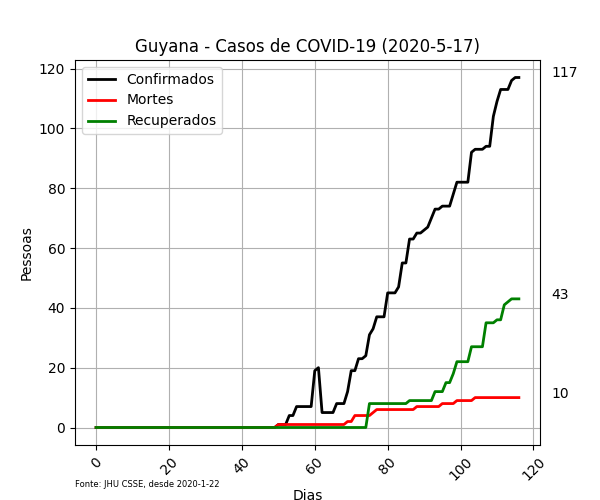 Guyana - Casos de COVID-19 (2020-5-17)
Confirmados
Mortes
Recuperados
120
100
80
60
40
20
0
Pessoas
117
43
10
0
20
40
60
80
100
120
Fonte: JHU CSSE, desde 2020-1-22
Dias